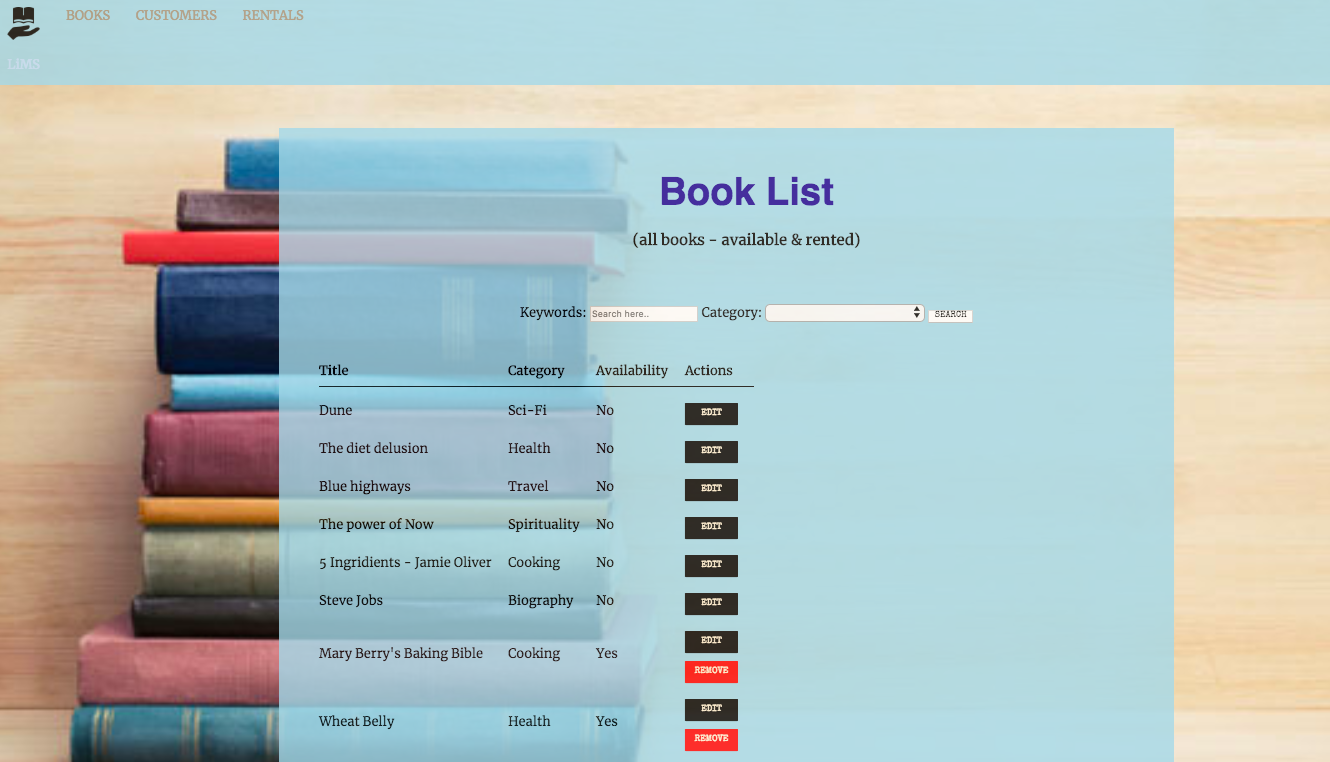 BOOKS CUSTOMERS RENTALS
LiMS
Book List
(all books - available & rented)
Keywords: Search here.. Category: SEARCH
Title Category Availability Actions
Dune Sci-Fi No EDIT
The diet delusion Health No EDIT
Blue highways Travel No EDIT
The power of Now Spirituality No EDIT
5 Ingridients - Jamie Oliver Cooking No EDIT
Steve Jobs Biography No EDIT
Mary Berry's Baking Bible Cooking Yes EDIT
REMOVE
Wheat Belly Health Yes EDIT
REMOVE